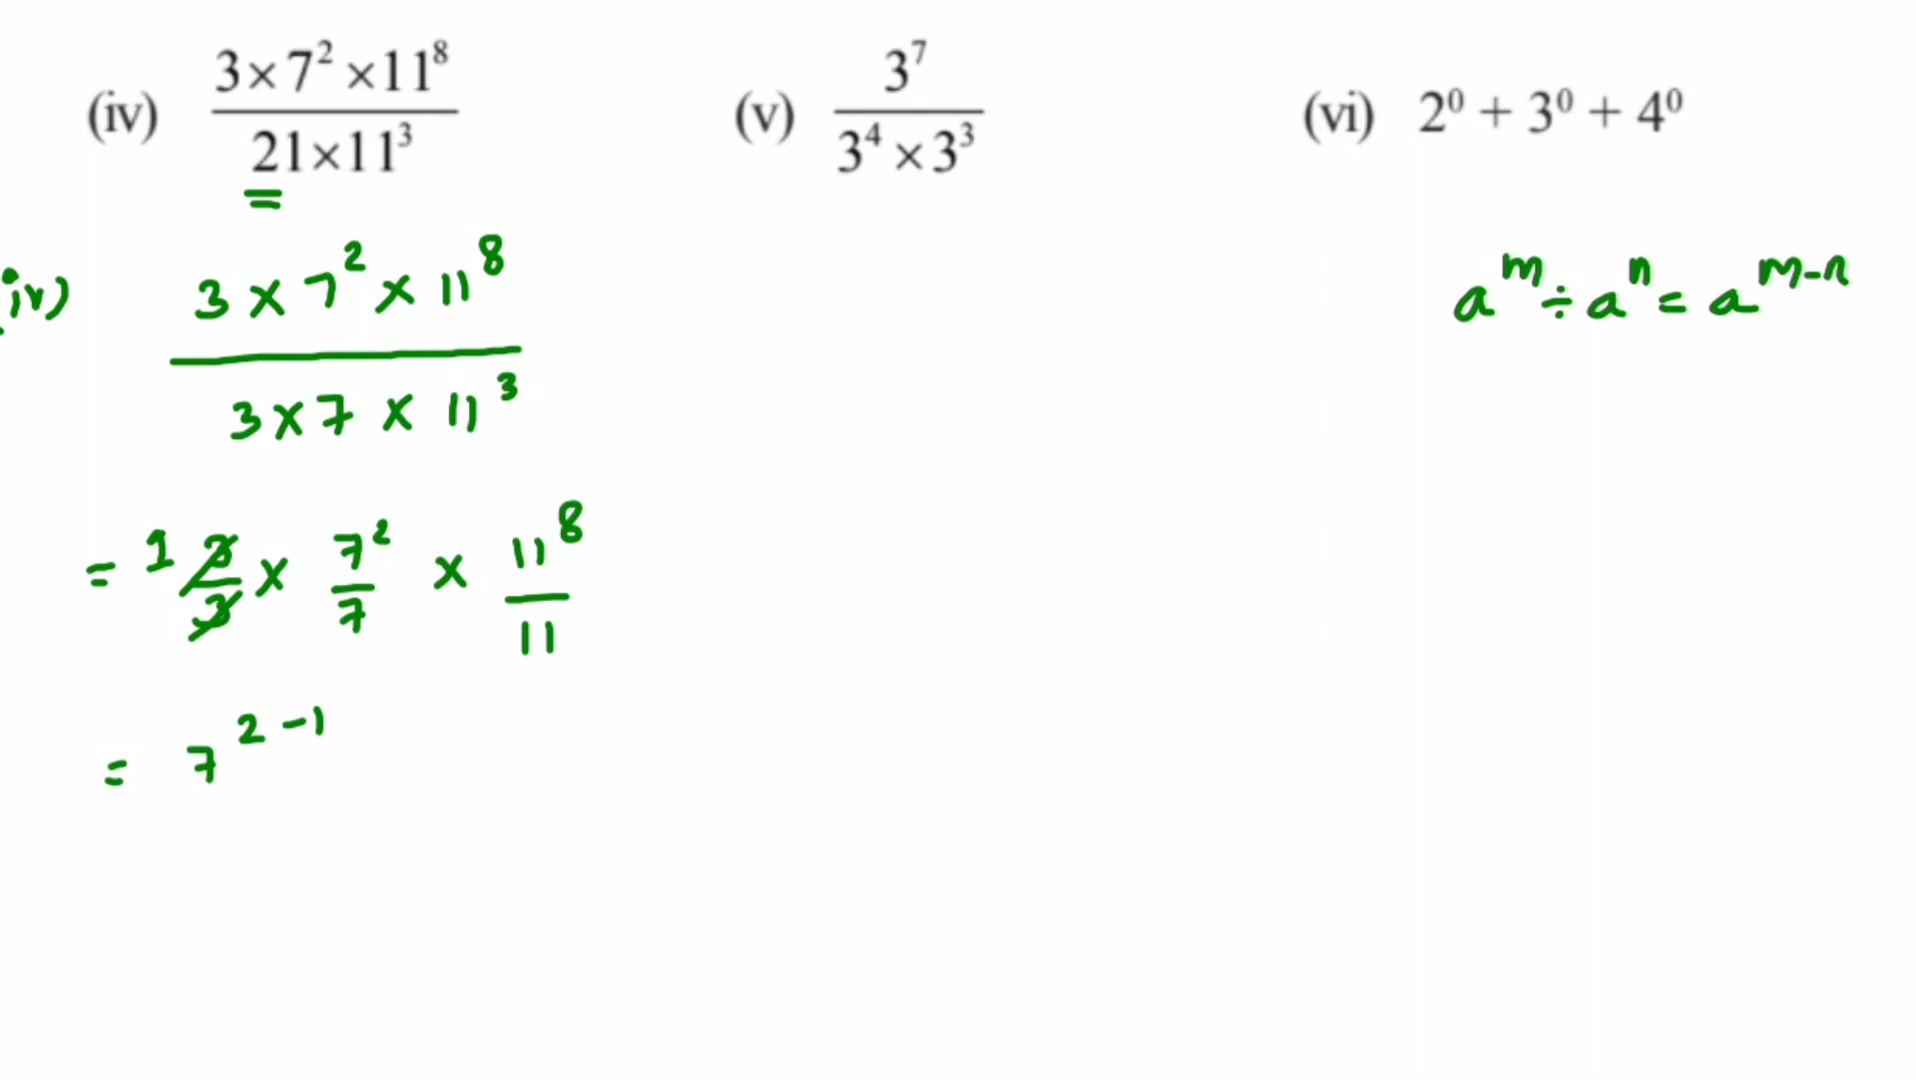 (iv) 3×7²×11⁸ / 21×11³ (v) 3⁷ / 3⁴×3³ (vi) 2⁰ + 3⁰ + 4⁰
iv) 3 × 7² × 11⁸ / 3 × 7 × 11³
aᵐ ÷ aⁿ = aᵐ⁻ⁿ
= 1 3/3 × 7²/7 × 11⁸/11
= 7²⁻¹